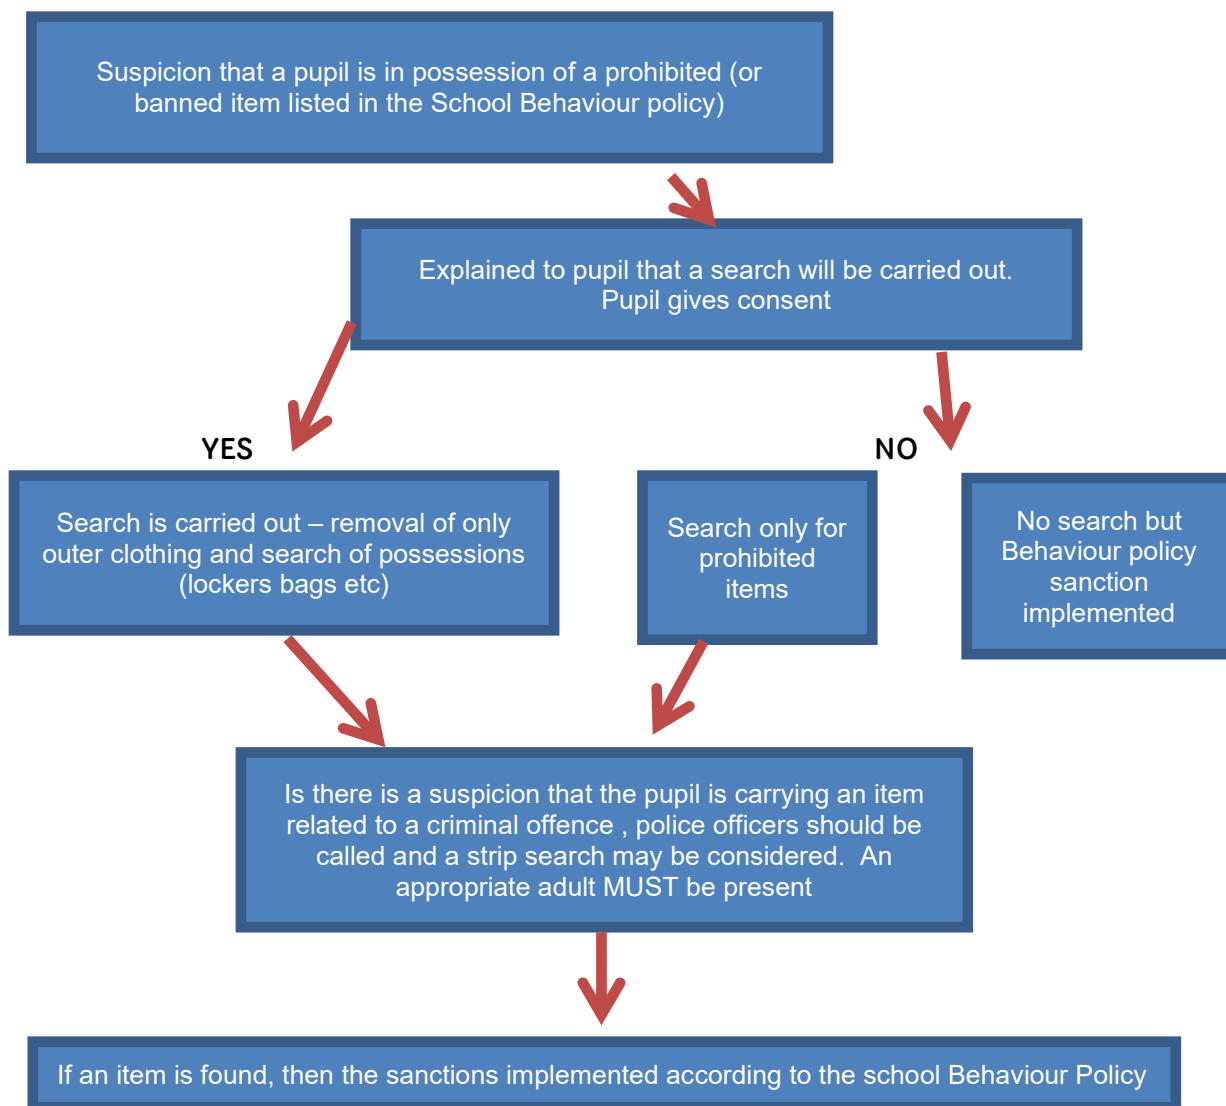 Suspicion that a pupil is in possession of a prohibited (or
banned item listed in the School Behaviour policy)
Explained to pupil that a search will be carried out.
Pupil gives consent
YES
NO
Search is carried out – removal of only
outer clothing and search of possessions
(lockers bags etc)
Search only for
prohibited
items
No search but
Behaviour policy
sanction
implemented
Is there is a suspicion that the pupil is carrying an item
related to a criminal offence , police officers should be
called and a strip search may be considered.  An
appropriate adult MUST be present
If an item is found, then the sanctions implemented according to the school Behaviour Policy